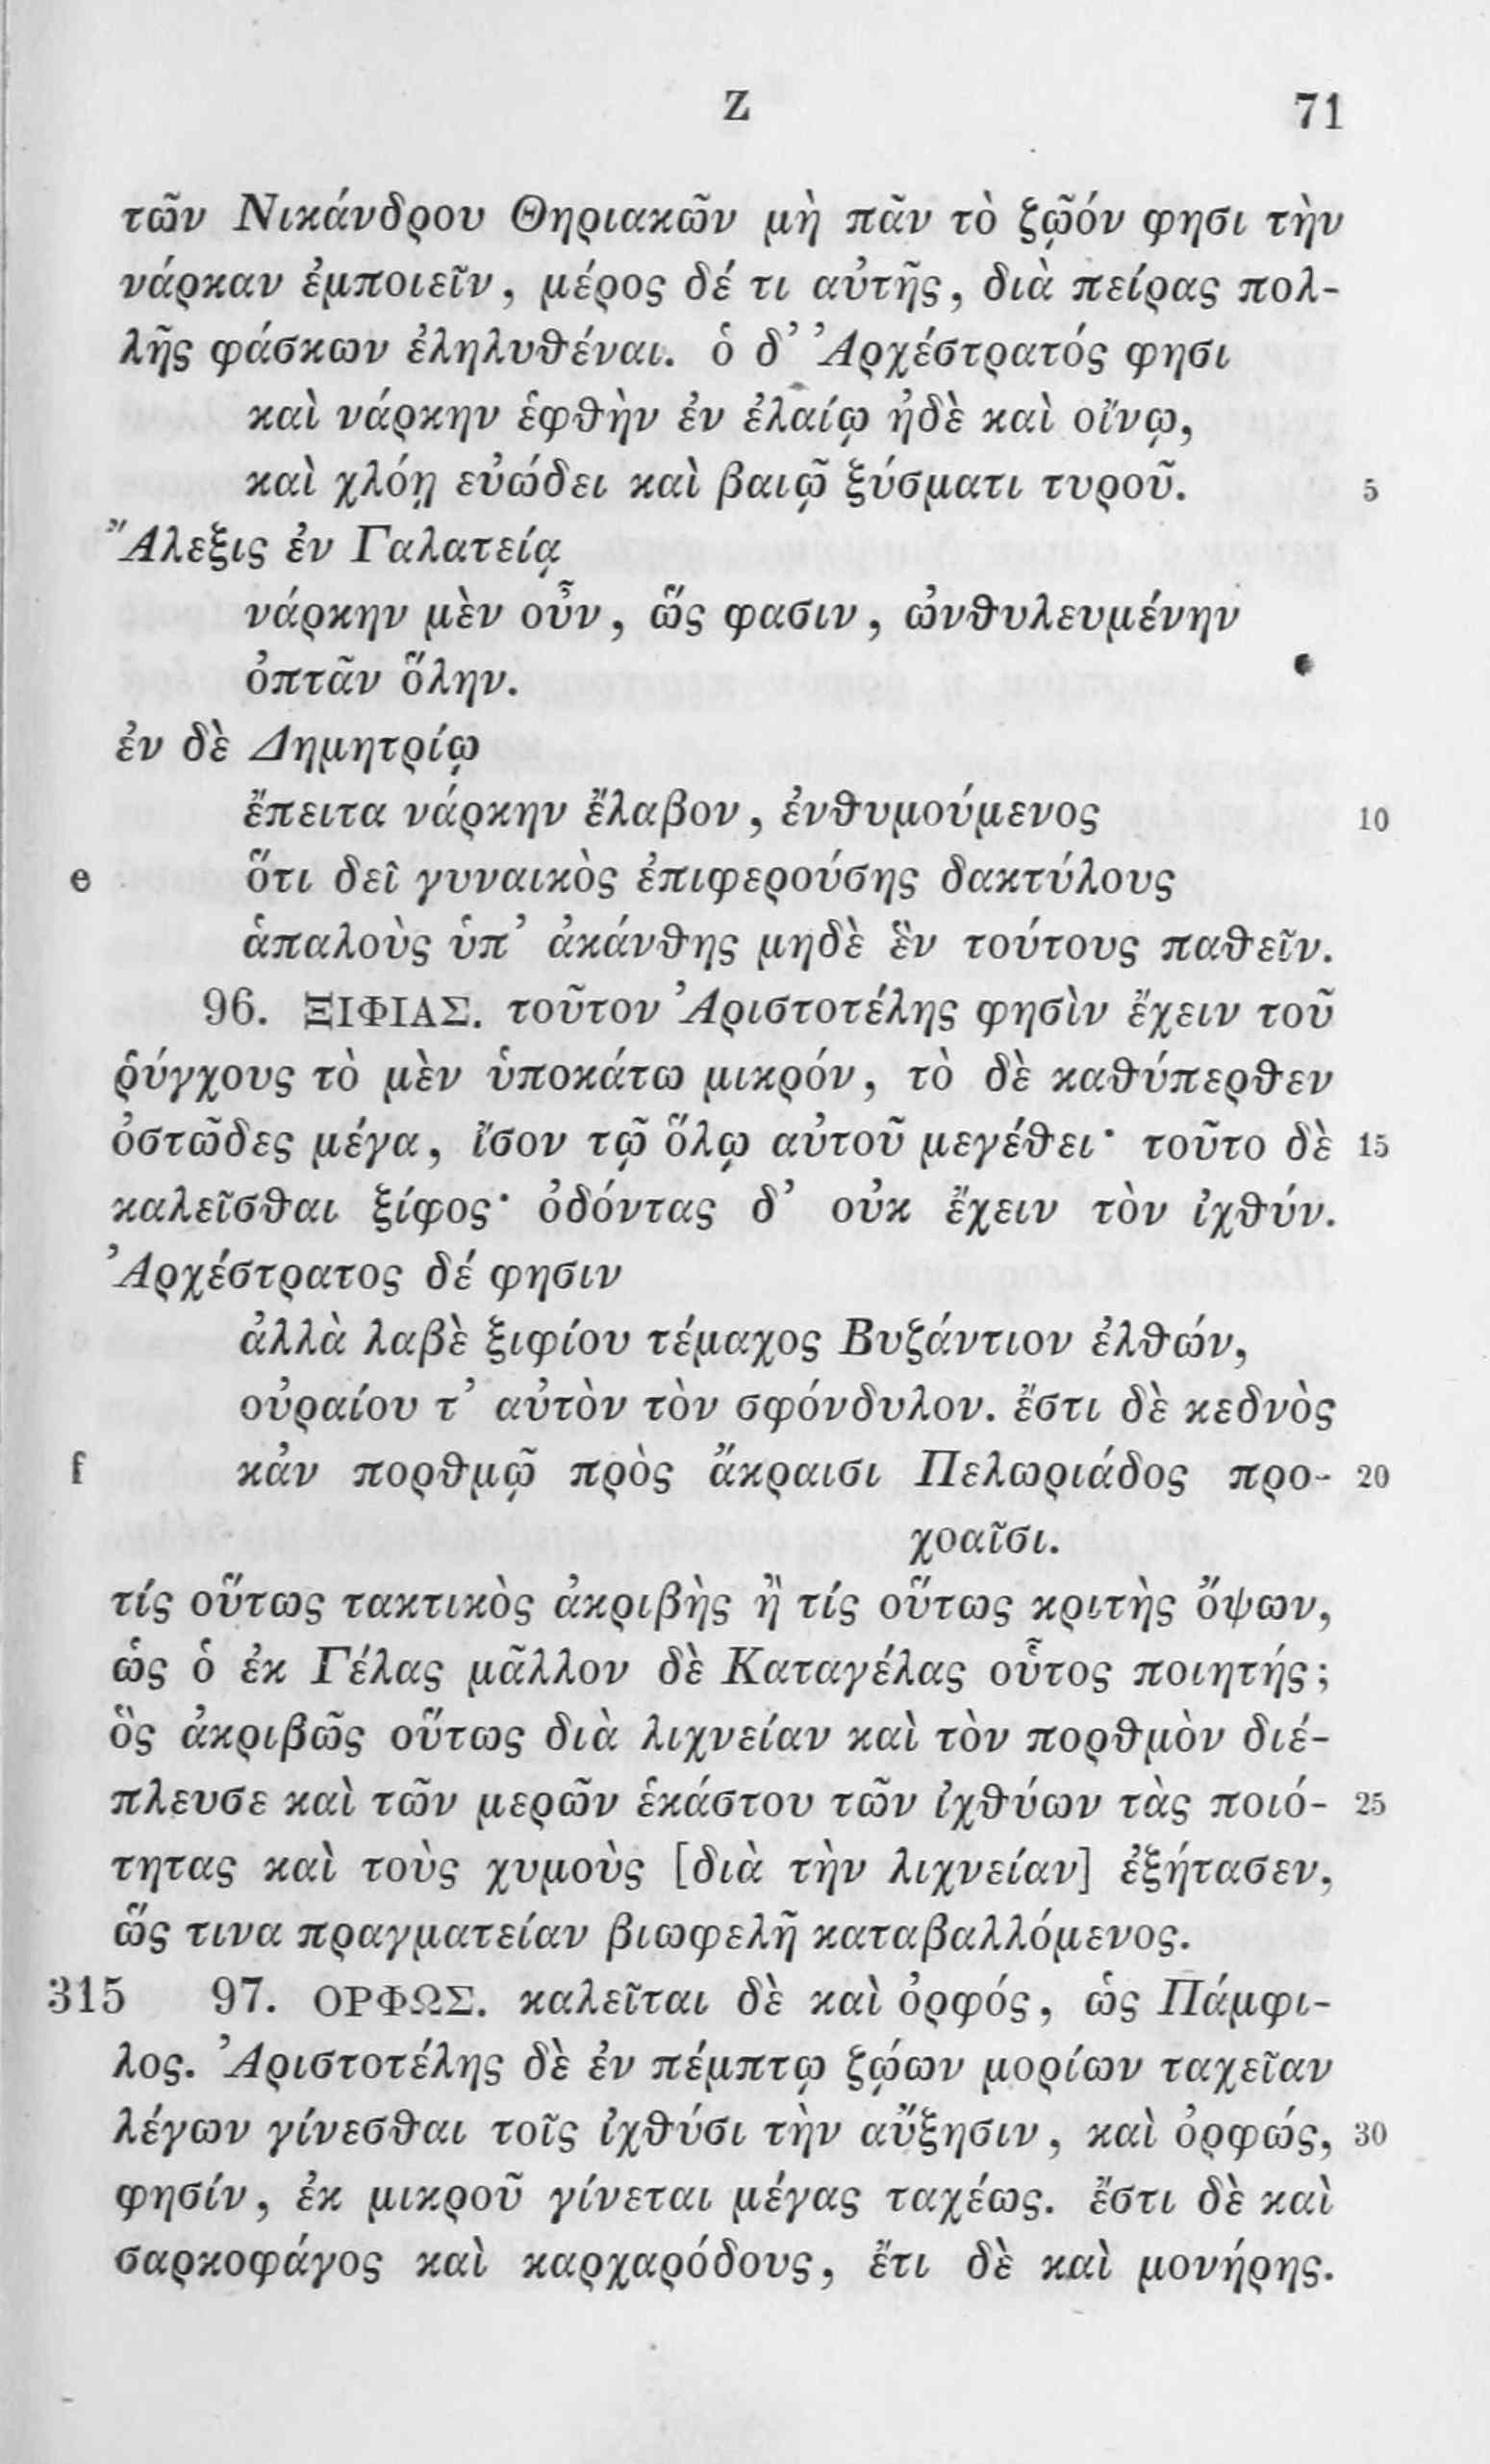 Z 71
τῶν Νικάνδρου Θηριακῶν μὴ πᾶν τὸ ζῷόν φησι τὴν
νάρκαν ἐμποιεῖν, μέρος δέ τι αὐτῆς, διὰ πείρας πολ-
λῆς φάσκων ἐληλυθέναι. ὁ δ' Ἀρχέστρατός φησι
καὶ νάρκην ἑφθὴν ἐν ἐλαίῳ ἠδὲ καὶ οἴνῳ,
καὶ χλόῃ εὐώδει καὶ βαιῷ ξύσματι τυροῦ. 5
Ἄλεξις ἐν Γαλατείᾳ
νάρκην μὲν οὖν, ὥς φασιν, ὠνθυλευμένην
ὀπτᾶν ὅλην.
ἐν δὲ Δημητρίῳ
ἔπειτα νάρκην ἔλαβον, ἐνθυμούμενος 10
e ὅτι δεῖ γυναικὸς ἐπιφερούσης δακτύλους
ἁπαλοὺς ὑπ' ἀκάνθης μηδὲ ἓν τούτους παθεῖν.
96. ΞΙΦΙΑΣ. τοῦτον Ἀριστοτέλης φησὶν ἔχειν τοῦ
ῥύγχους τὸ μὲν ὑποκάτω μικρόν, τὸ δὲ καθύπερθεν
ὀστῶδες μέγα, ἴσον τῷ ὅλῳ αὐτοῦ μεγέθει· τοῦτο δὲ 15
καλεῖσθαι ξίφος· ὀδόντας δ' οὐκ ἔχειν τὸν ἰχθύν.
Ἀρχέστρατος δέ φησιν
ἀλλὰ λαβὲ ξιφίου τέμαχος Βυζάντιον ἐλθών,
οὐραίου τ' αὐτὸν τὸν σφόνδυλον. ἔστι δὲ κεδνὸς
f κἀν πορθμῷ πρὸς ἄκραισι Πελωριάδος προ- 20
χοαῖσι.
τίς οὕτως τακτικὸς ἀκριβὴς ἢ τίς οὕτως κριτὴς ὄψων,
ὡς ὁ ἐκ Γέλας μᾶλλον δὲ Καταγέλας οὗτος ποιητής;
ὃς ἀκριβῶς οὕτως διὰ λιχνείαν καὶ τὸν πορθμὸν διέ-
πλευσε καὶ τῶν μερῶν ἑκάστου τῶν ἰχθύων τὰς ποιό- 25
τητας καὶ τοὺς χυμοὺς [διὰ τὴν λιχνείαν] ἐξήτασεν,
ὥς τινα πραγματείαν βιωφελῆ καταβαλλόμενος.
315 97. ΟΡΦΩΣ. καλεῖται δὲ καὶ ὀρφός, ὡς Πάμφι-
λος. Ἀριστοτέλης δὲ ἐν πέμπτῳ ζῴων μορίων ταχεῖαν
λέγων γίνεσθαι τοῖς ἰχθύσι τὴν αὔξησιν, καὶ ὀρφώς, 30
φησίν, ἐκ μικροῦ γίνεται μέγας ταχέως. ἔστι δὲ καὶ
σαρκοφάγος καὶ καρχαρόδους, ἔτι δὲ καὶ μονήρης.